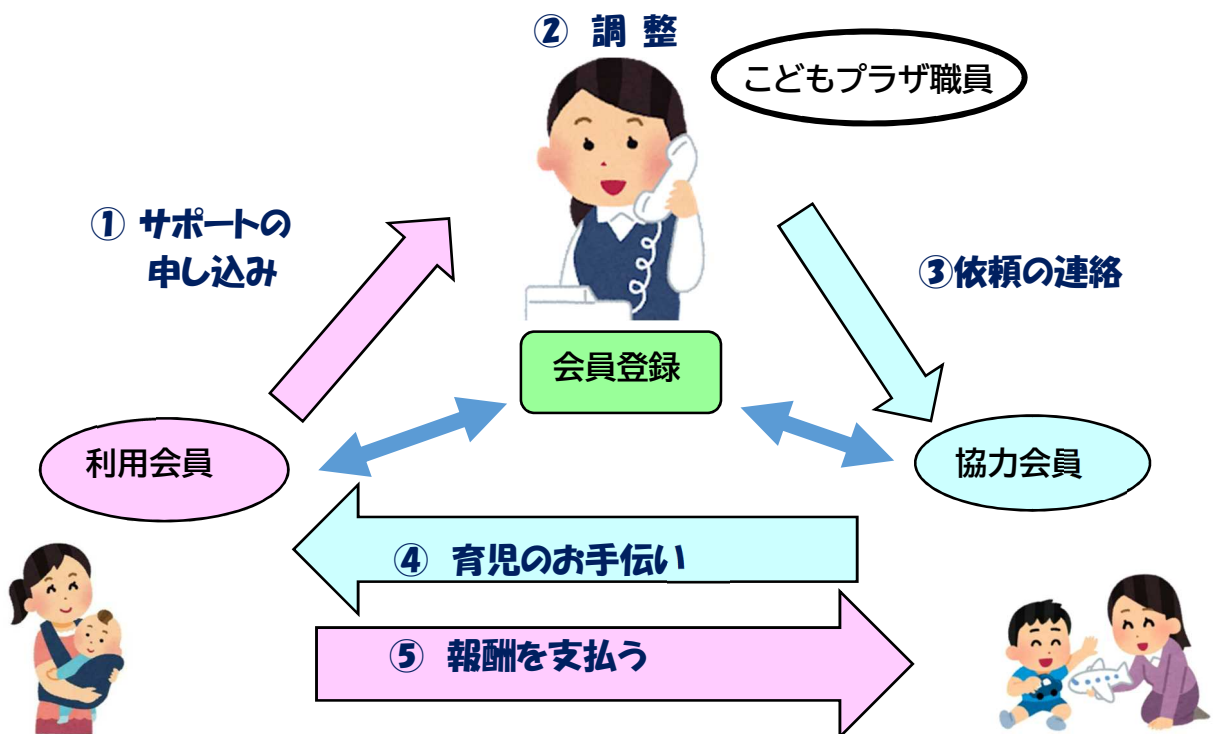 ② 調 整
こどもプラザ職員
① サポートの
申し込み
③依頼の連絡
会員登録
利用会員
協力会員
④ 育児のお手伝い
⑤ 報酬を支払う